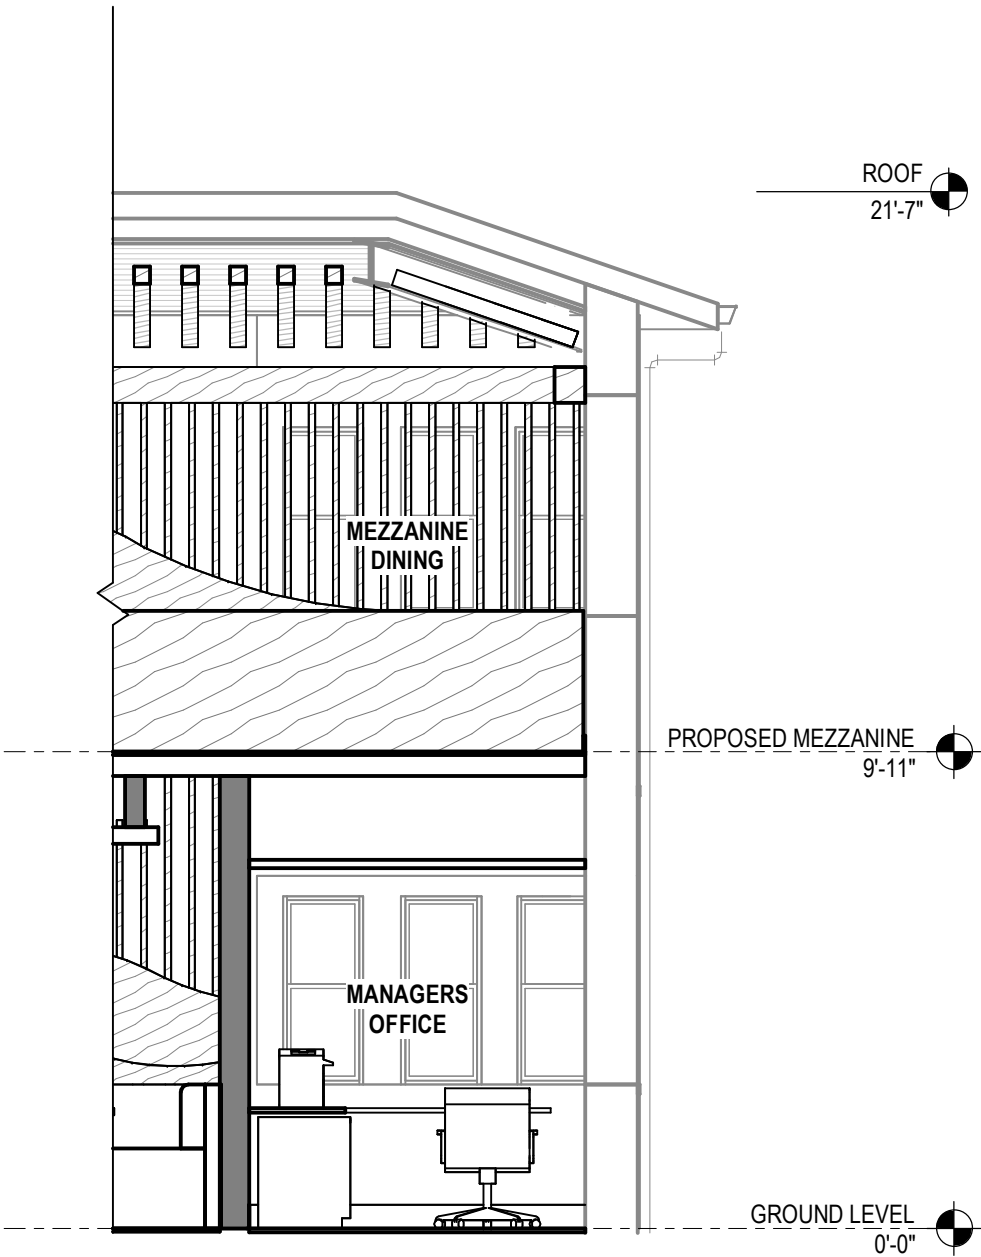 ROOF
21'-7"
MEZZANINE
DINING
PROPOSED MEZZANINE
9'-11"
MANAGERS
OFFICE
GROUND LEVEL
0'-0"